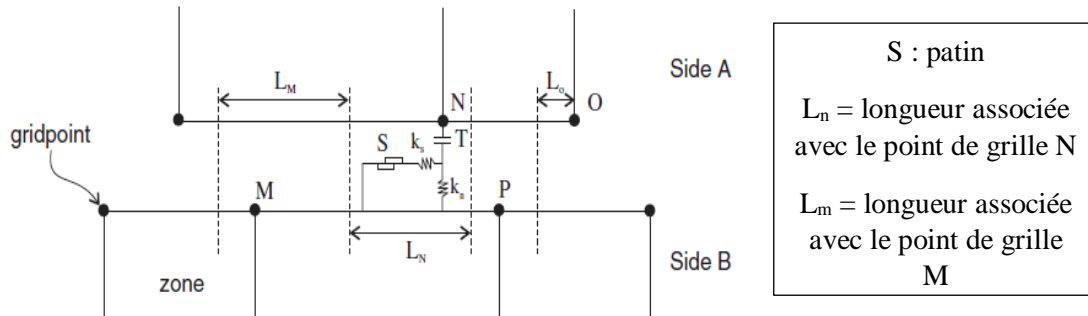 Side A
L_M
L_o
N
O
gridpoint
T
S
k_s
k_n
M
P
L_N
Side B
zone
S : patin
L_n = longueur associée
avec le point de grille N
L_m = longueur associée
avec le point de grille
M